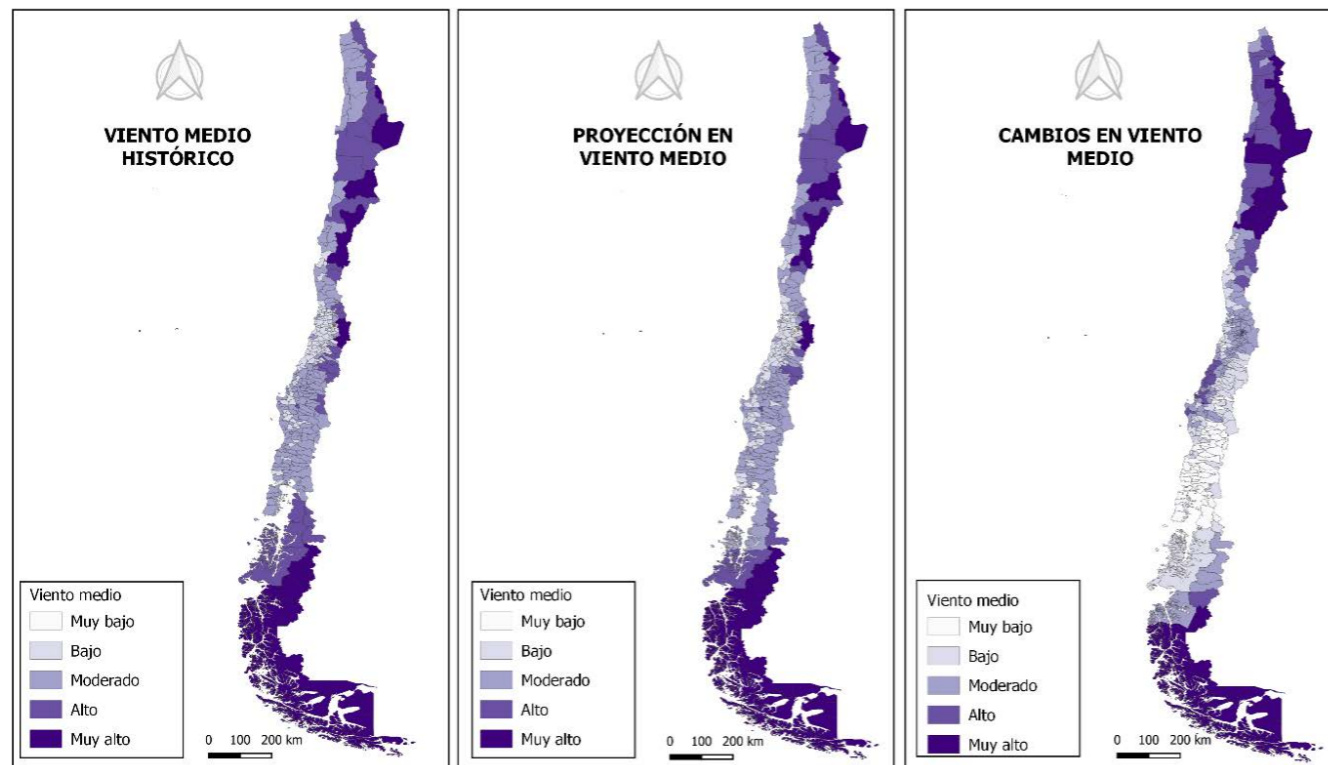 VIENTO MEDIO
HISTÓRICO
Viento medio
Muy bajo
Bajo
Moderado
Alto
Muy alto
0 100 200 km
PROYECCIÓN EN
VIENTO MEDIO
Viento medio
Muy bajo
Bajo
Moderado
Alto
Muy alto
0 100 200 km
CAMBIOS EN VIENTO
MEDIO
Viento medio
Muy bajo
Bajo
Moderado
Alto
Muy alto
0 100 200 km